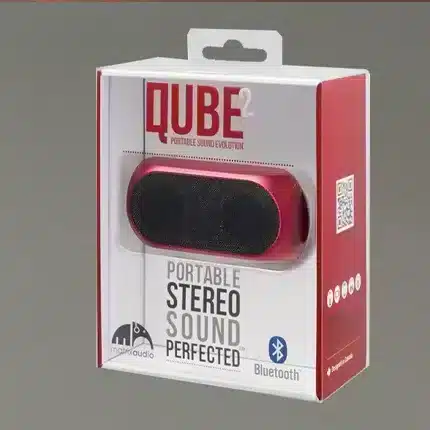 QUBE2
PORTABLE SOUND EVOLUTION
PORTABLE
STEREO
SOUND
PERFECTED
Bluetooth